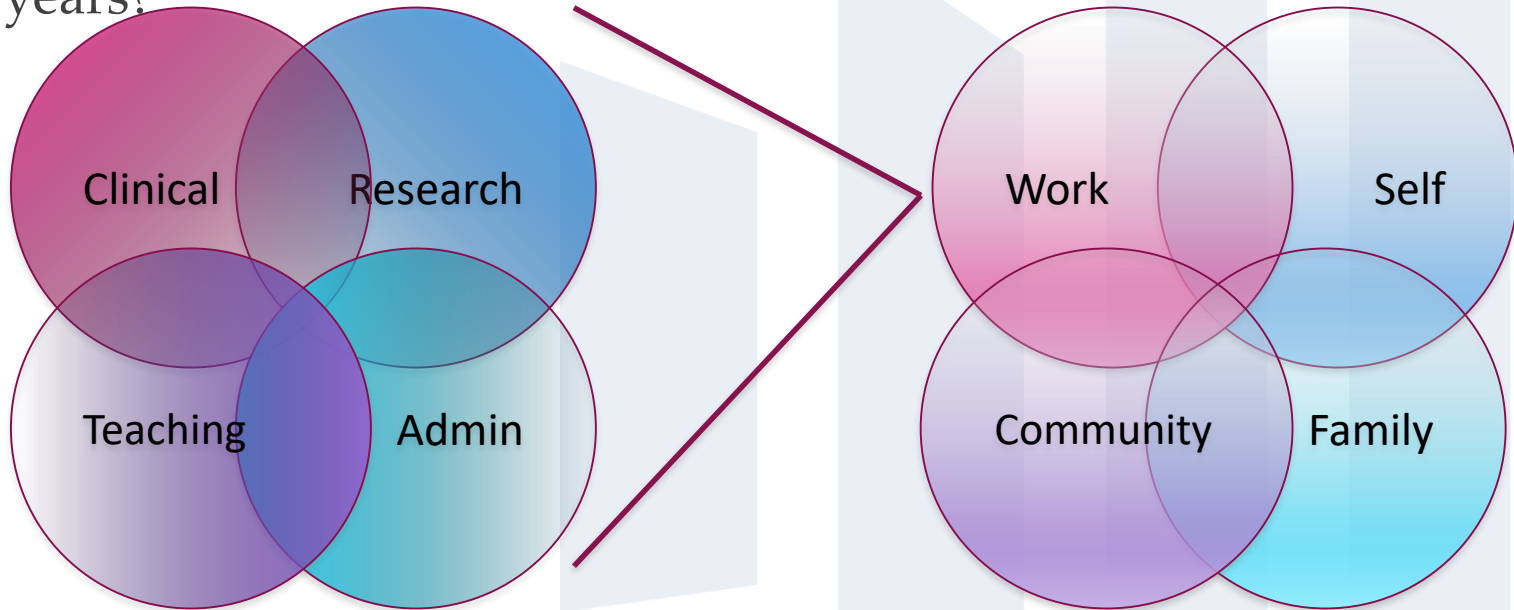 years?
Clinical
Research
Work
Self
Teaching
Admin
Community
Family